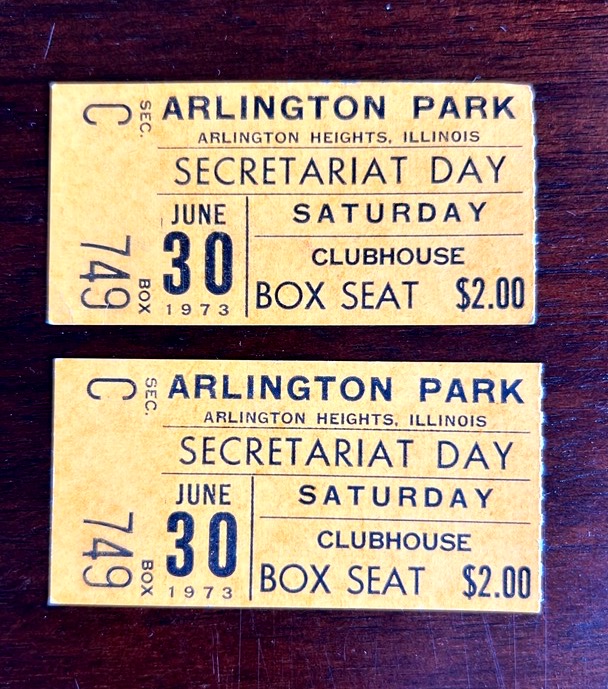 SEC. C
BOX 749
ARLINGTON PARK
ARLINGTON HEIGHTS, ILLINOIS
SECRETARIAT DAY
JUNE
30
1973
SATURDAY
CLUBHOUSE
BOX SEAT $2.00
SEC. C
BOX 749
ARLINGTON PARK
ARLINGTON HEIGHTS, ILLINOIS
SECRETARIAT DAY
JUNE
30
1973
SATURDAY
CLUBHOUSE
BOX SEAT $2.00